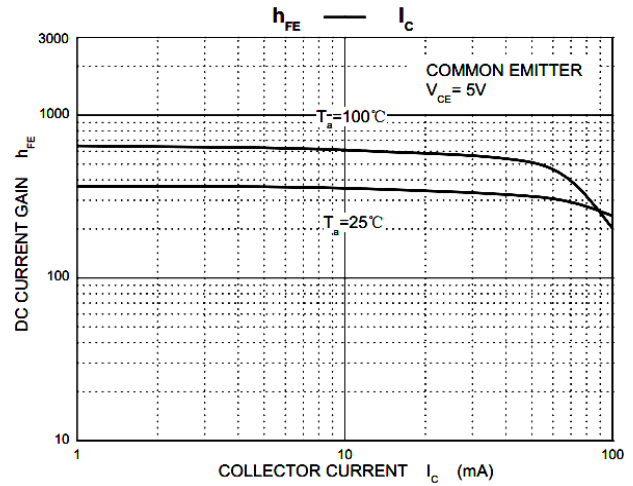 hFE — IC
3000
1000
100
10
DC CURRENT GAIN hFE
COMMON EMITTER
VCE= 5V
Ta=100℃
Ta=25℃
1
10
100
COLLECTOR CURRENT IC (mA)